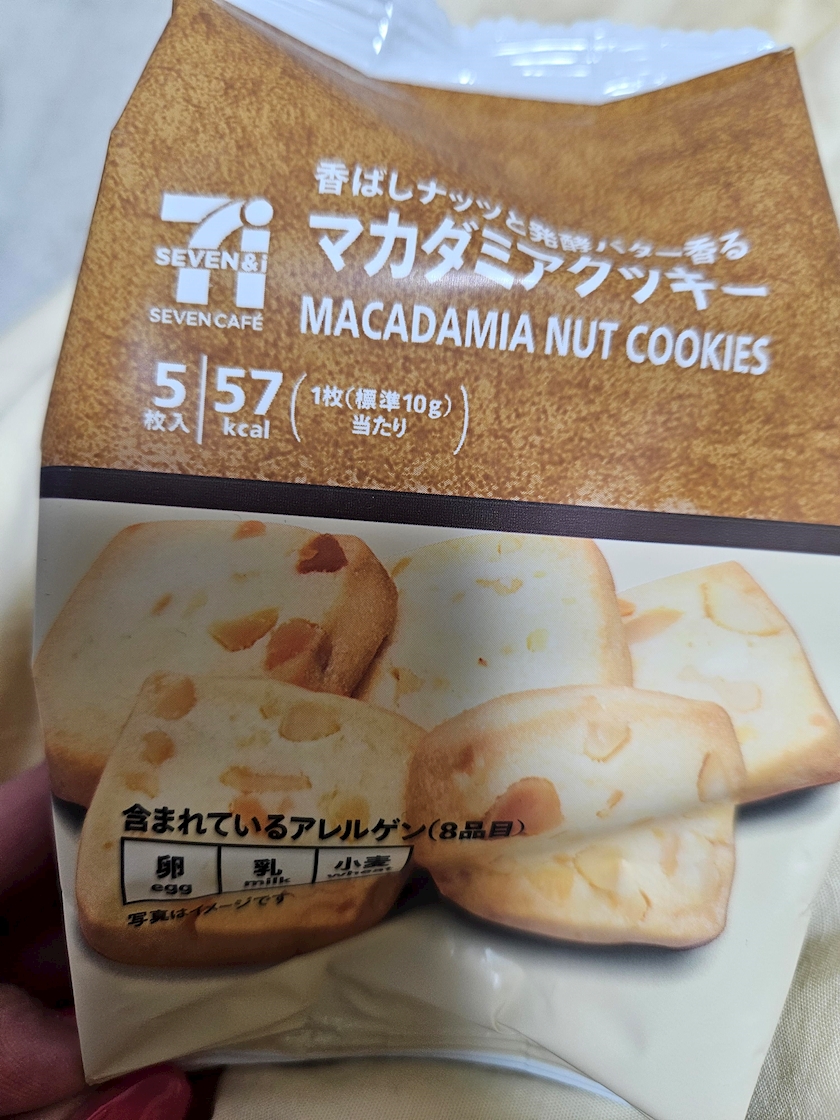 香ばしナッツと発酵バター香る
マカダミアクッキー
MACADAMIA NUT COOKIES
SEVEN&i
SEVEN CAFÉ
5
枚入
57
kcal
1枚(標準10g)
当たり
含まれているアレルゲン(8品目)
卵
egg
乳
milk
小麦
wheat
写真はイメージです